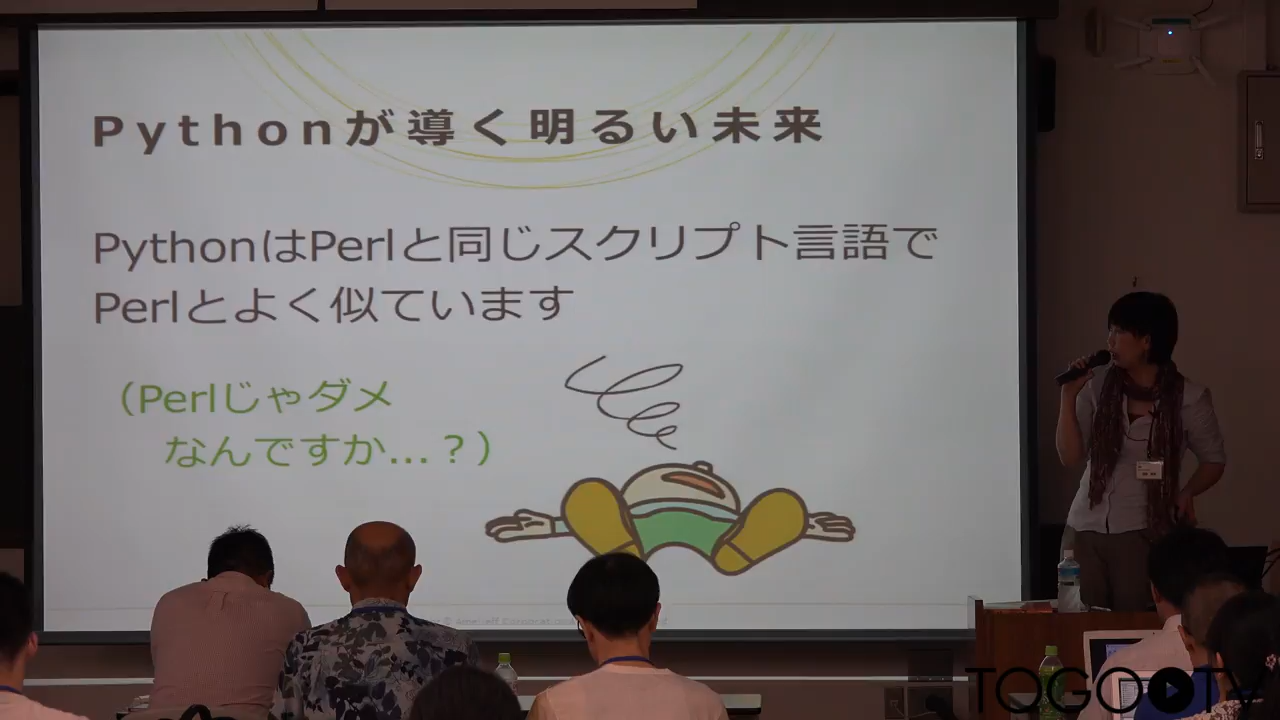 Pythonが導く明るい未来
PythonはPerlと同じスクリプト言語で
Perlとよく似ています
（Perlじゃダメ
なんですか…？）
TOGOTV